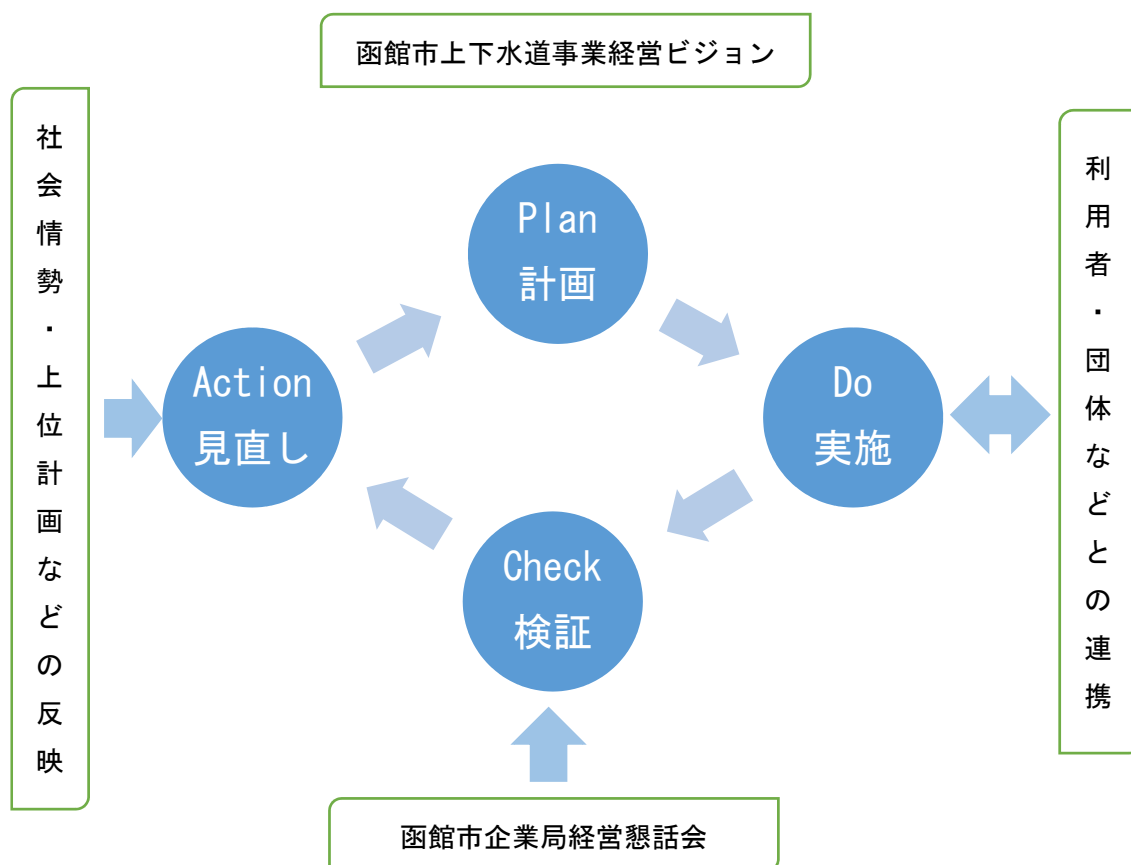 函館市上下水道事業経営ビジョン
社会情勢・上位計画などの反映
Plan
計画
利用者・団体などとの連携
Action
見直し
Do
実施
Check
検証
函館市企業局経営懇話会